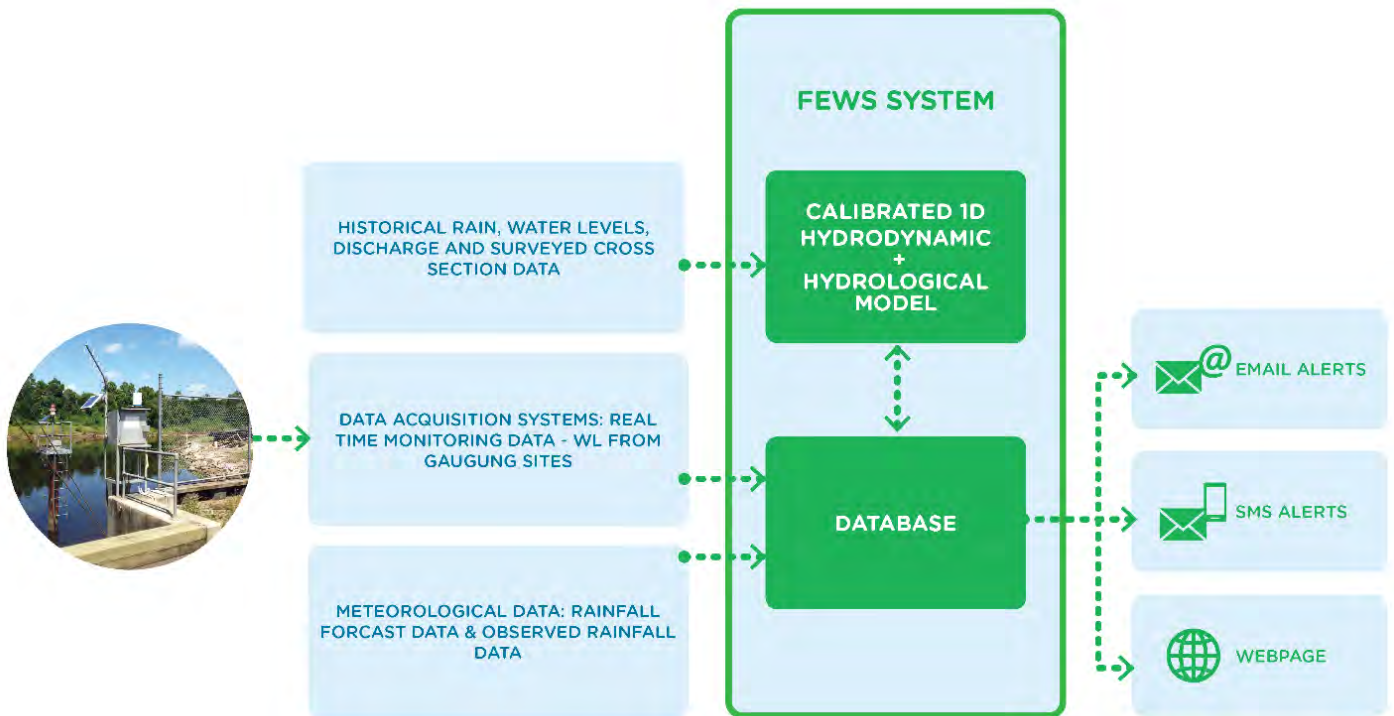 FEWS SYSTEM
HISTORICAL RAIN, WATER LEVELS,
DISCHARGE AND SURVEYED CROSS
SECTION DATA
CALIBRATED 1D
HYDRODYNAMIC
+
HYDROLOGICAL
MODEL
DATA ACQUISITION SYSTEMS: REAL
TIME MONITORING DATA - WL FROM
GAUGUNG SITES
DATABASE
METEOROLOGICAL DATA: RAINFALL
FORCAST DATA & OBSERVED RAINFALL
DATA
@ EMAIL ALERTS
SMS ALERTS
WEBPAGE